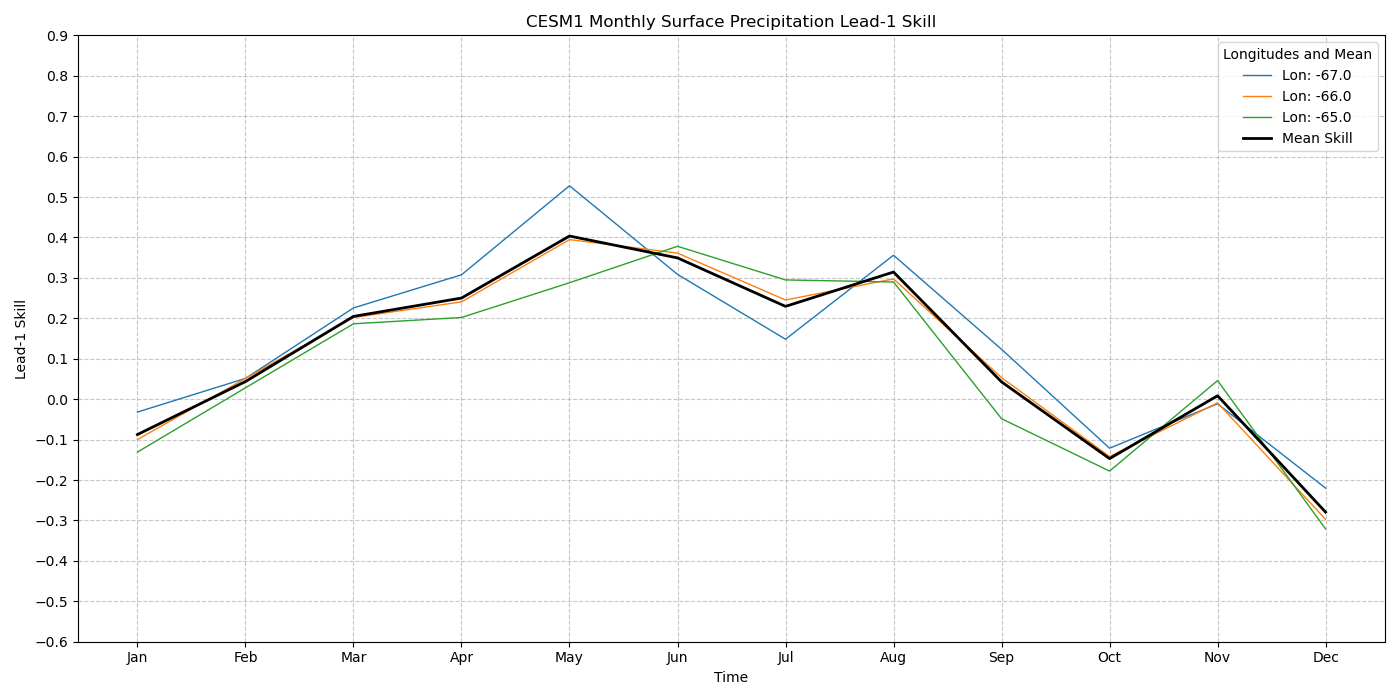 CESM1 Monthly Surface Precipitation Lead-1 Skill
0.9
0.8
0.7
0.6
0.5
0.4
0.3
0.2
0.1
0.0
−0.1
−0.2
−0.3
−0.4
−0.5
−0.6
Lead-1 Skill
Longitudes and Mean
Lon: -67.0
Lon: -66.0
Lon: -65.0
Mean Skill
Jan Feb Mar Apr May Jun Jul Aug Sep Oct Nov Dec
Time